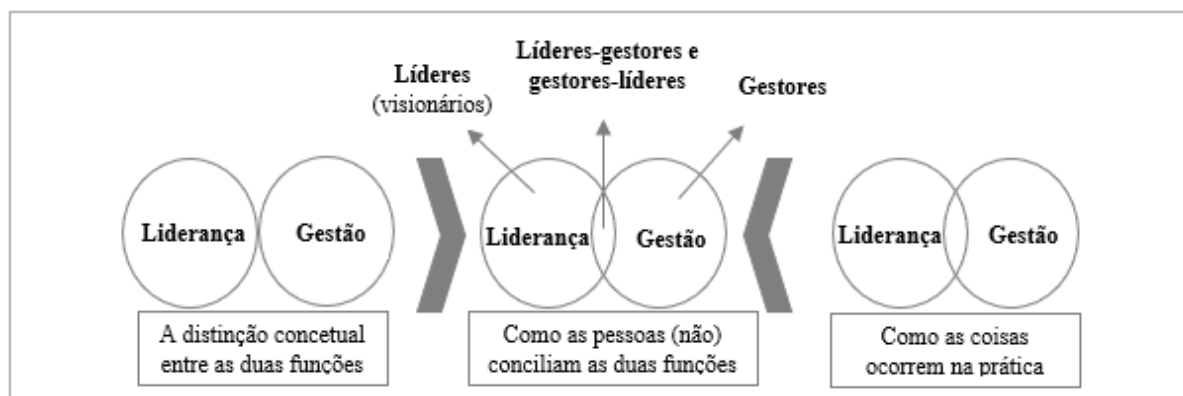 Líderes
(visionários)
Líderes-gestores e
gestores-líderes
Gestores
Liderança
Gestão
Liderança
Gestão
Liderança
Gestão
A distinção concetual
entre as duas funções
Como as pessoas (não)
conciliam as duas funções
Como as coisas
ocorrem na prática